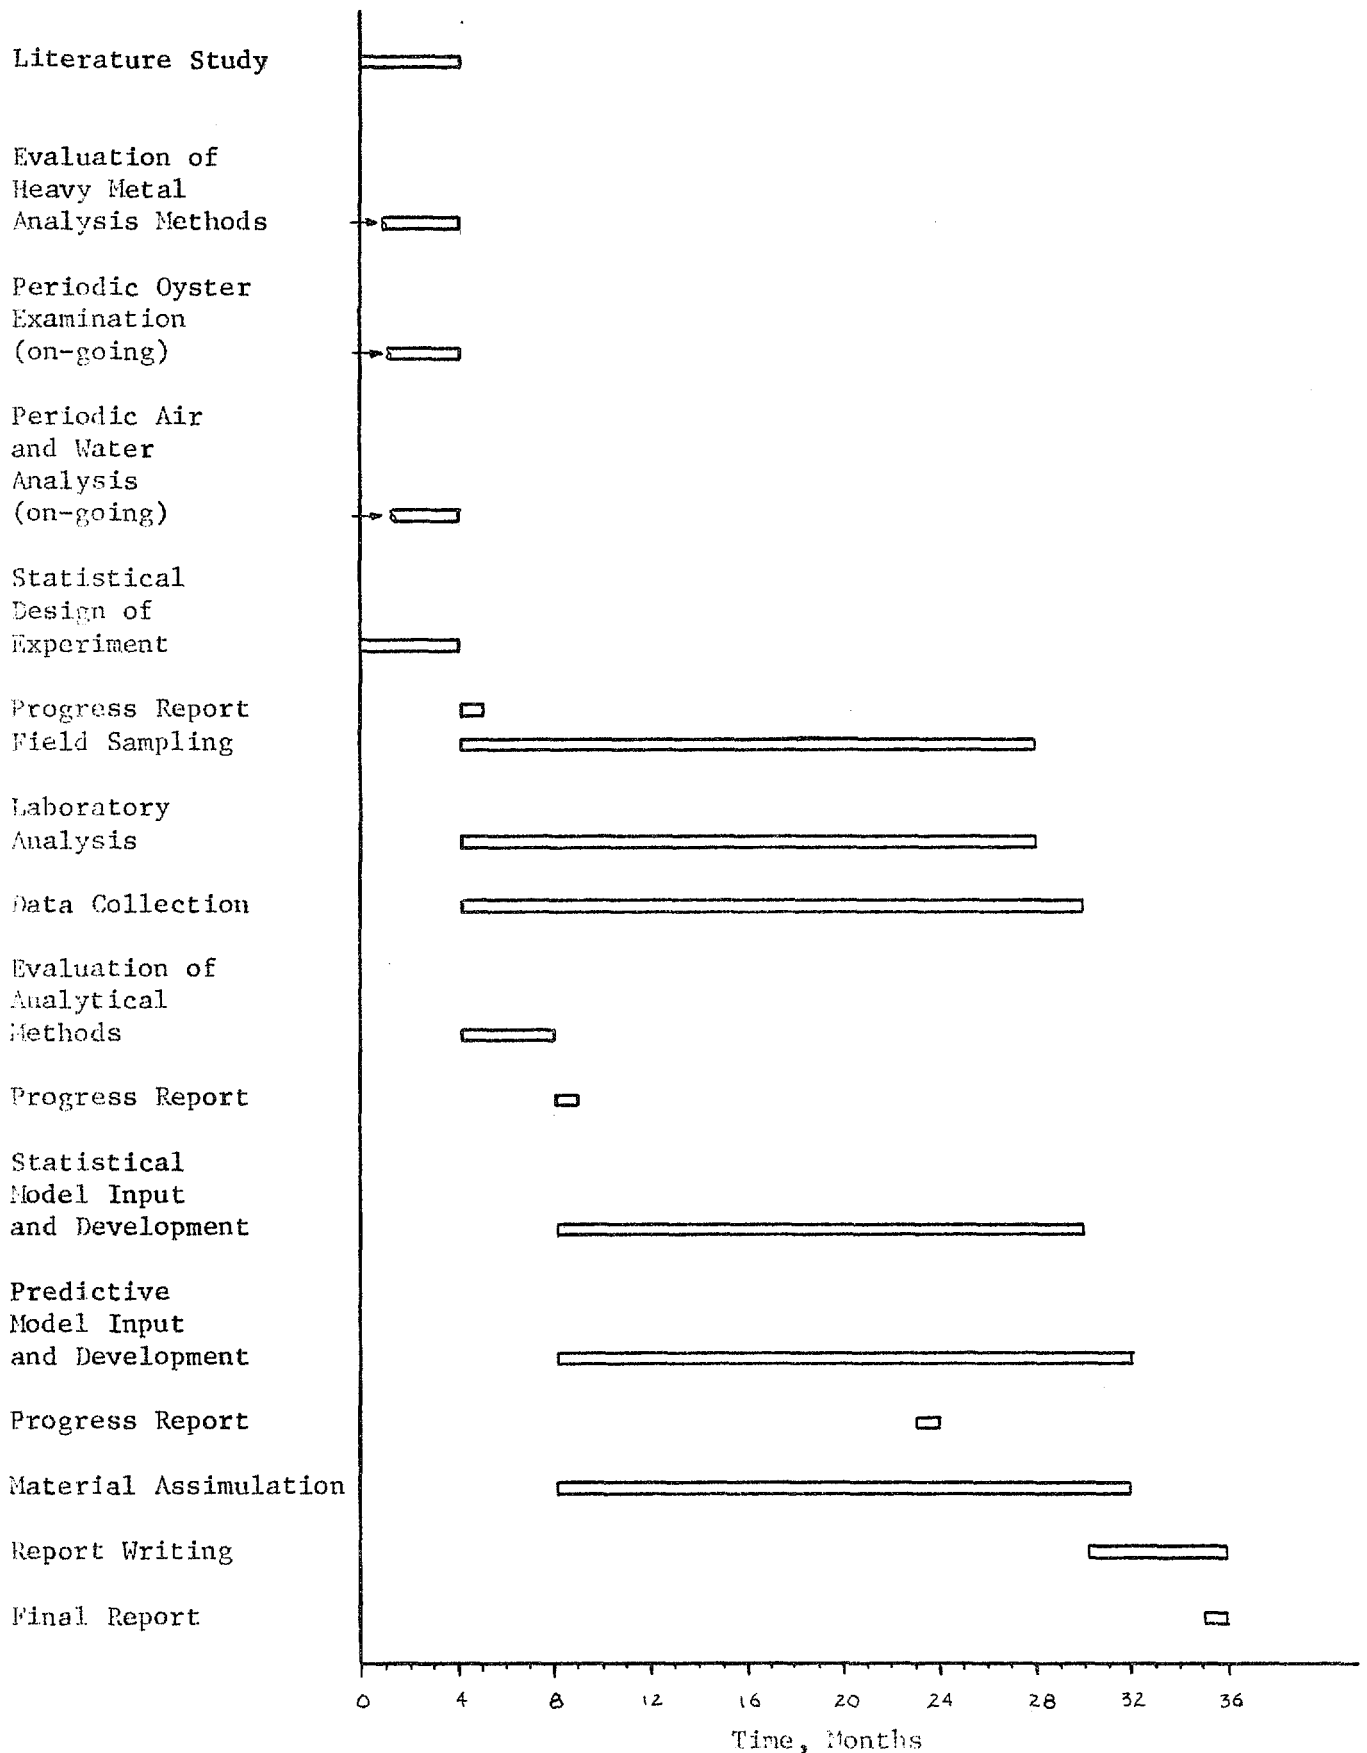 Literature Study
Evaluation of
Heavy Metal
Analysis Methods
Periodic Oyster
Examination
(on-going)
Periodic Air
and Water
Analysis
(on-going)
Statistical
Design of
Experiment
Progress Report
Field Sampling
Laboratory
Analysis
Data Collection
Evaluation of
Analytical
Methods
Progress Report
Statistical
Model Input
and Development
Predictive
Model Input
and Development
Progress Report
Material Assimulation
Report Writing
Final Report
0 4 8 12 16 20 24 28 32 36
Time, Months